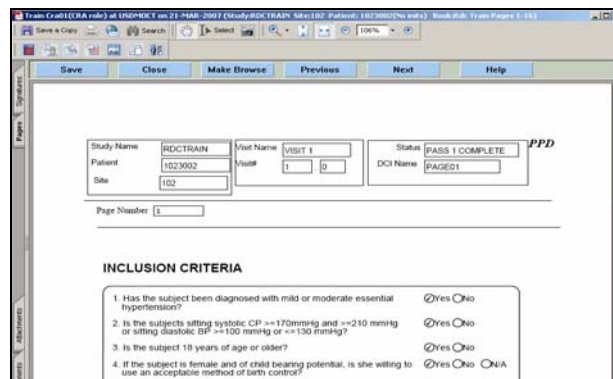 Train Cra01(CRA role) at USDMOCT on 21-MAR-2007 (Study:RDCTRAIN Site:102 Patient: 1023002(No inits) Book:Rdc Train Pages 1-16)
Save a Copy Search Select 106%
Save Close Make Browse Previous Next Help
Signatures
Pages
Attachments
Study Name RDCTRAIN Visit Name VISIT 1 Status PASS 1 COMPLETE PPD
Patient 1023002 Visit# 1 . 0 DCI Name PAGE01
Site 102
Page Number 1
INCLUSION CRITERIA
1. Has the subject been diagnosed with mild or moderate essential Yes No
hypertension?
2. Is the subjects sitting systolic CP >=170mmHg and >=210 mmHg Yes No
or sitting diastolic BP >=100 mmHg or <=130 mmHg?
3. Is the subject 18 years of age or older? Yes No
4. If the subject is female and of child bearing potential, is she willing to Yes No N/A
use an acceptable method of birth control?